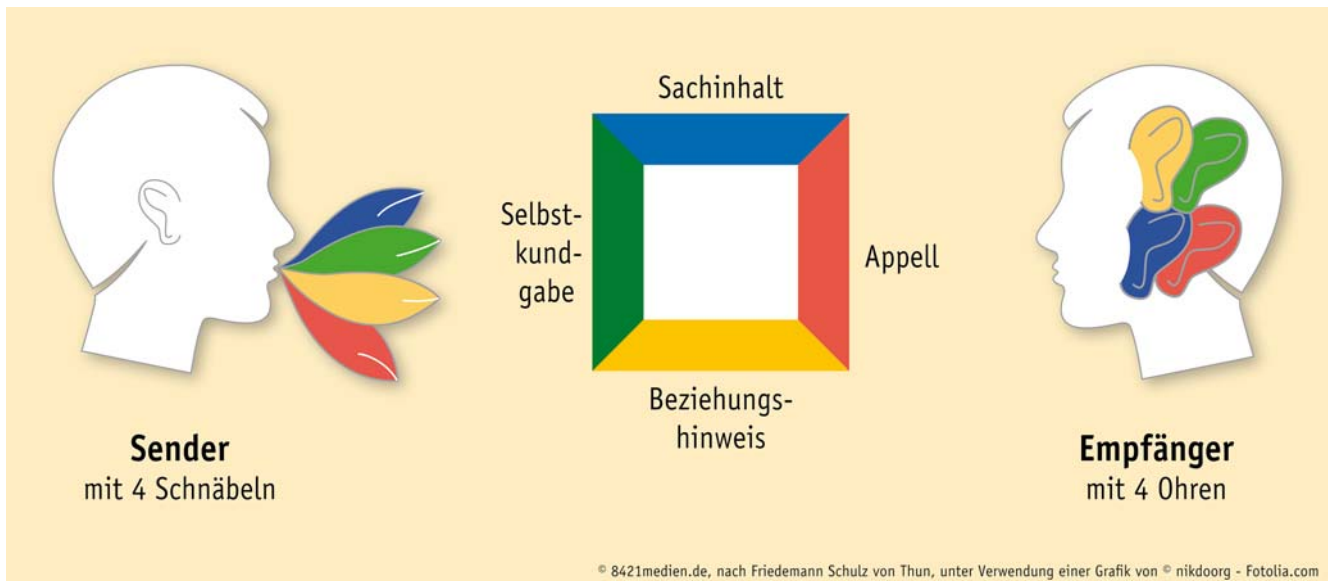 Sachinhalt
Selbst-
kund-
gabe
Appell
Beziehungs-
hinweis
Sender
mit 4 Schnäbeln
Empfänger
mit 4 Ohren
© 8421medien.de, nach Friedemann Schulz von Thun, unter Verwendung einer Grafik von © nikdoorg - Fotolia.com